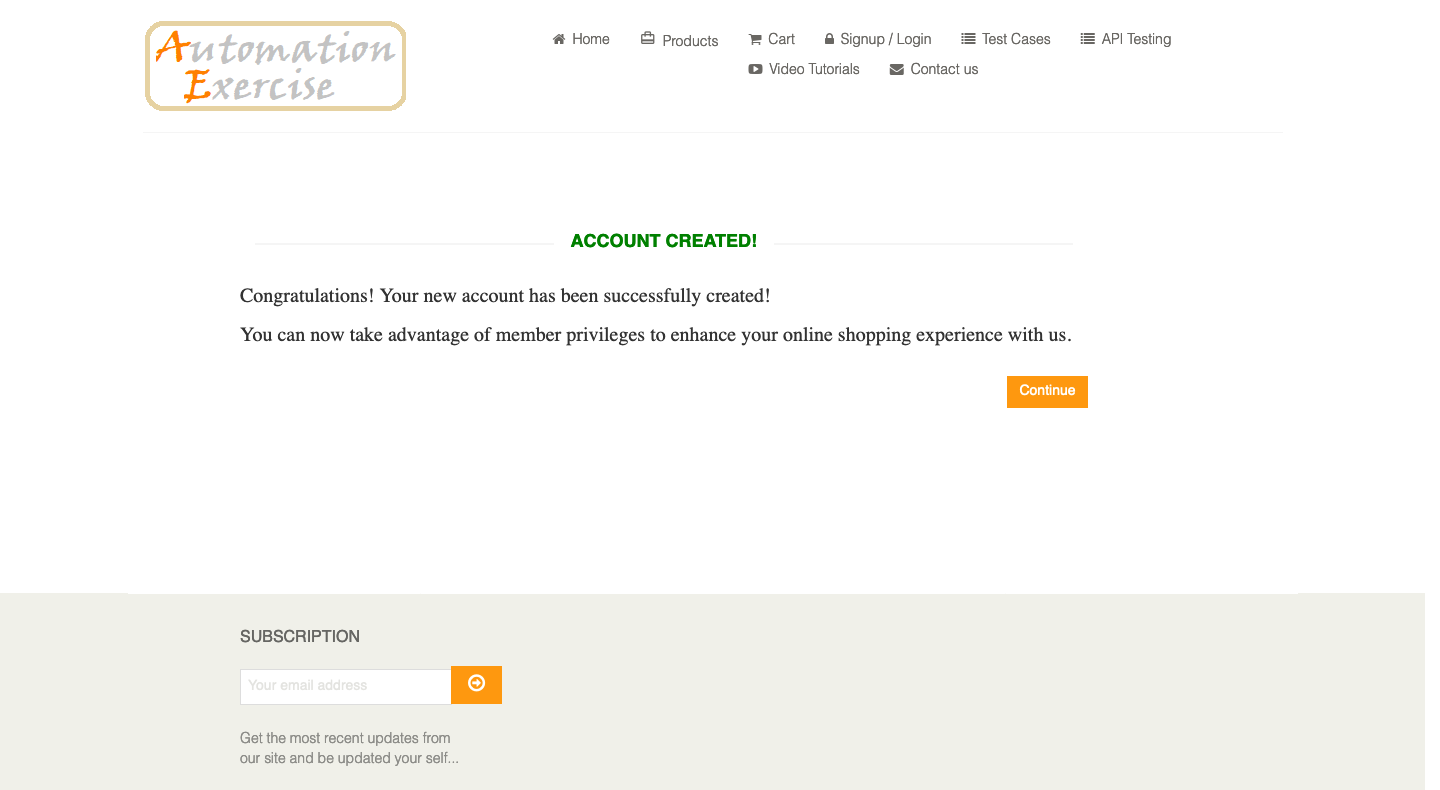 Automation
Exercise
Home
Products
Cart
Signup / Login
Test Cases
API Testing
Video Tutorials
Contact us
ACCOUNT CREATED!
Congratulations! Your new account has been successfully created!
You can now take advantage of member privileges to enhance your online shopping experience with us.
Continue
SUBSCRIPTION
Your email address
Get the most recent updates from
our site and be updated your self...